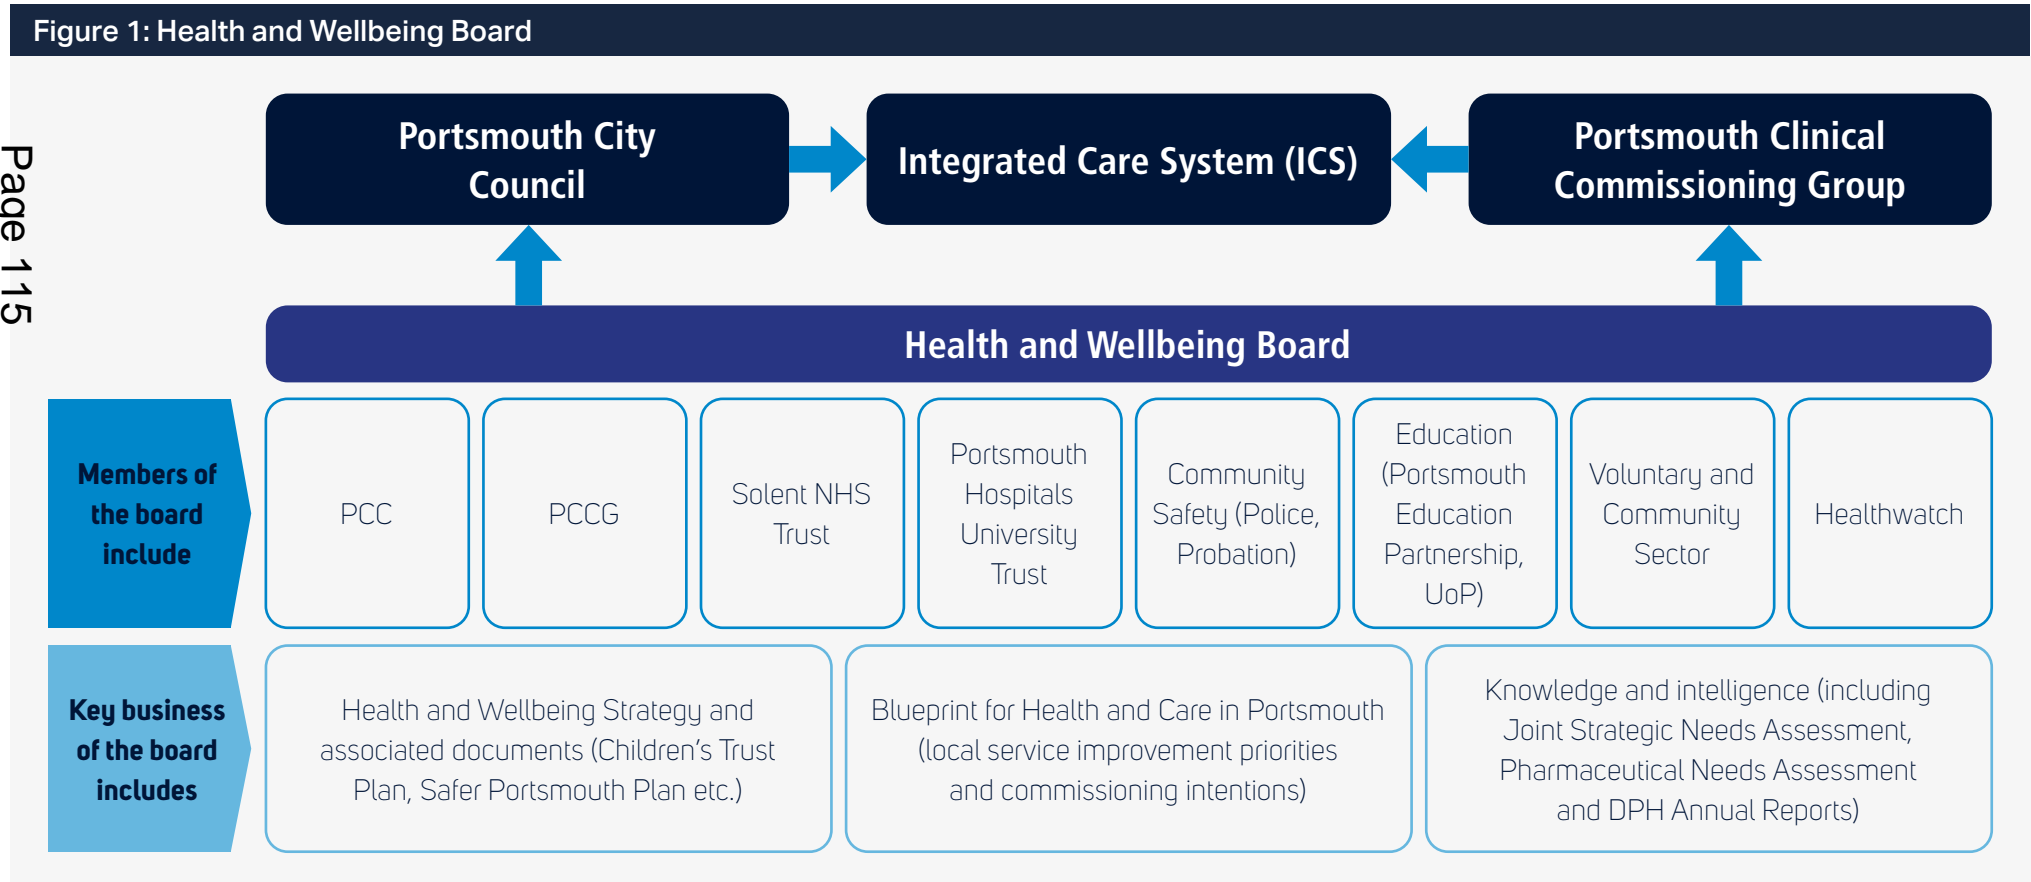 Figure 1: Health and Wellbeing Board
Page 115
Portsmouth City
Council
Integrated Care System (ICS)
Portsmouth Clinical
Commissioning Group
Health and Wellbeing Board
Members of
the board
include
PCC
PCCG
Solent NHS
Trust
Portsmouth
Hospitals
University
Trust
Community
Safety (Police,
Probation)
Education
(Portsmouth
Education
Partnership,
UoP)
Voluntary and
Community
Sector
Healthwatch
Key business
of the board
includes
Health and Wellbeing Strategy and
associated documents (Children's Trust
Plan, Safer Portsmouth Plan etc.)
Blueprint for Health and Care in Portsmouth
(local service improvement priorities
and commissioning intentions)
Knowledge and intelligence (including
Joint Strategic Needs Assessment,
Pharmaceutical Needs Assessment
and DPH Annual Reports)